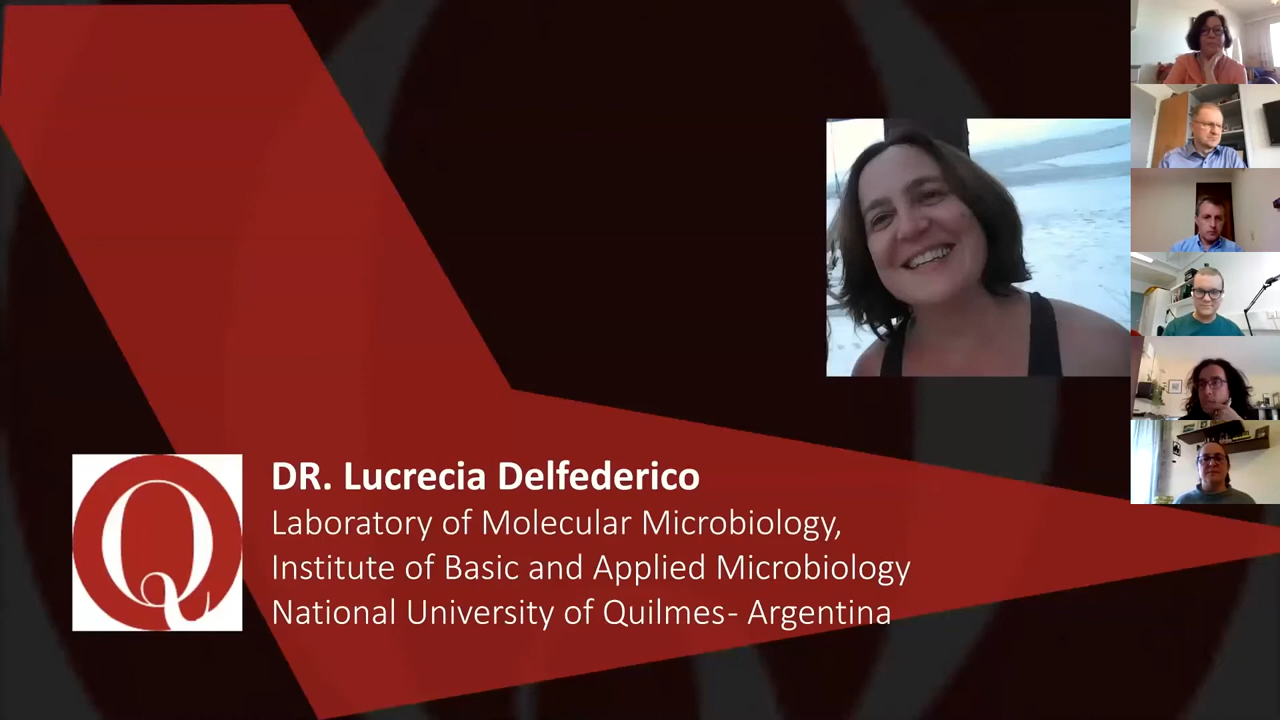 Q
DR. Lucrecia Delfederico
Laboratory of Molecular Microbiology,
Institute of Basic and Applied Microbiology
National University of Quilmes- Argentina